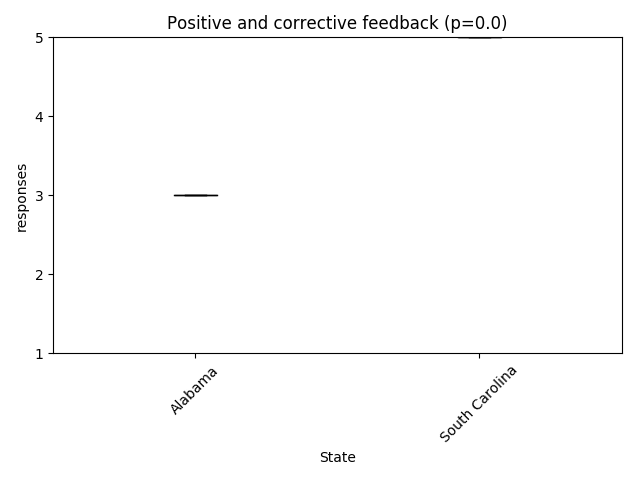 Positive and corrective feedback (p=0.0)
5
4
3
2
1
responses
Alabama
South Carolina
State